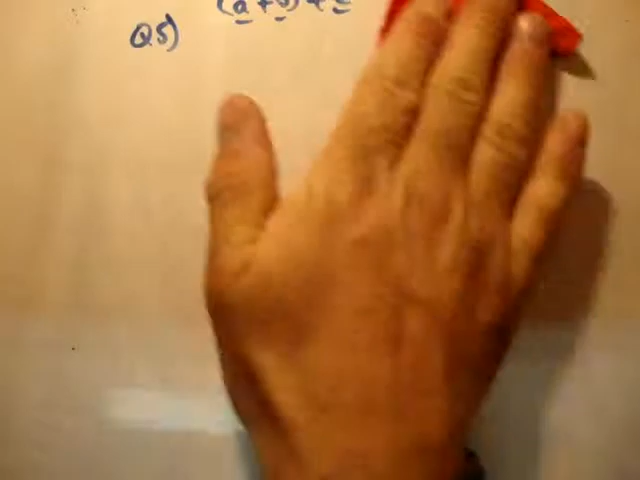 (a + b) + c
Q5)